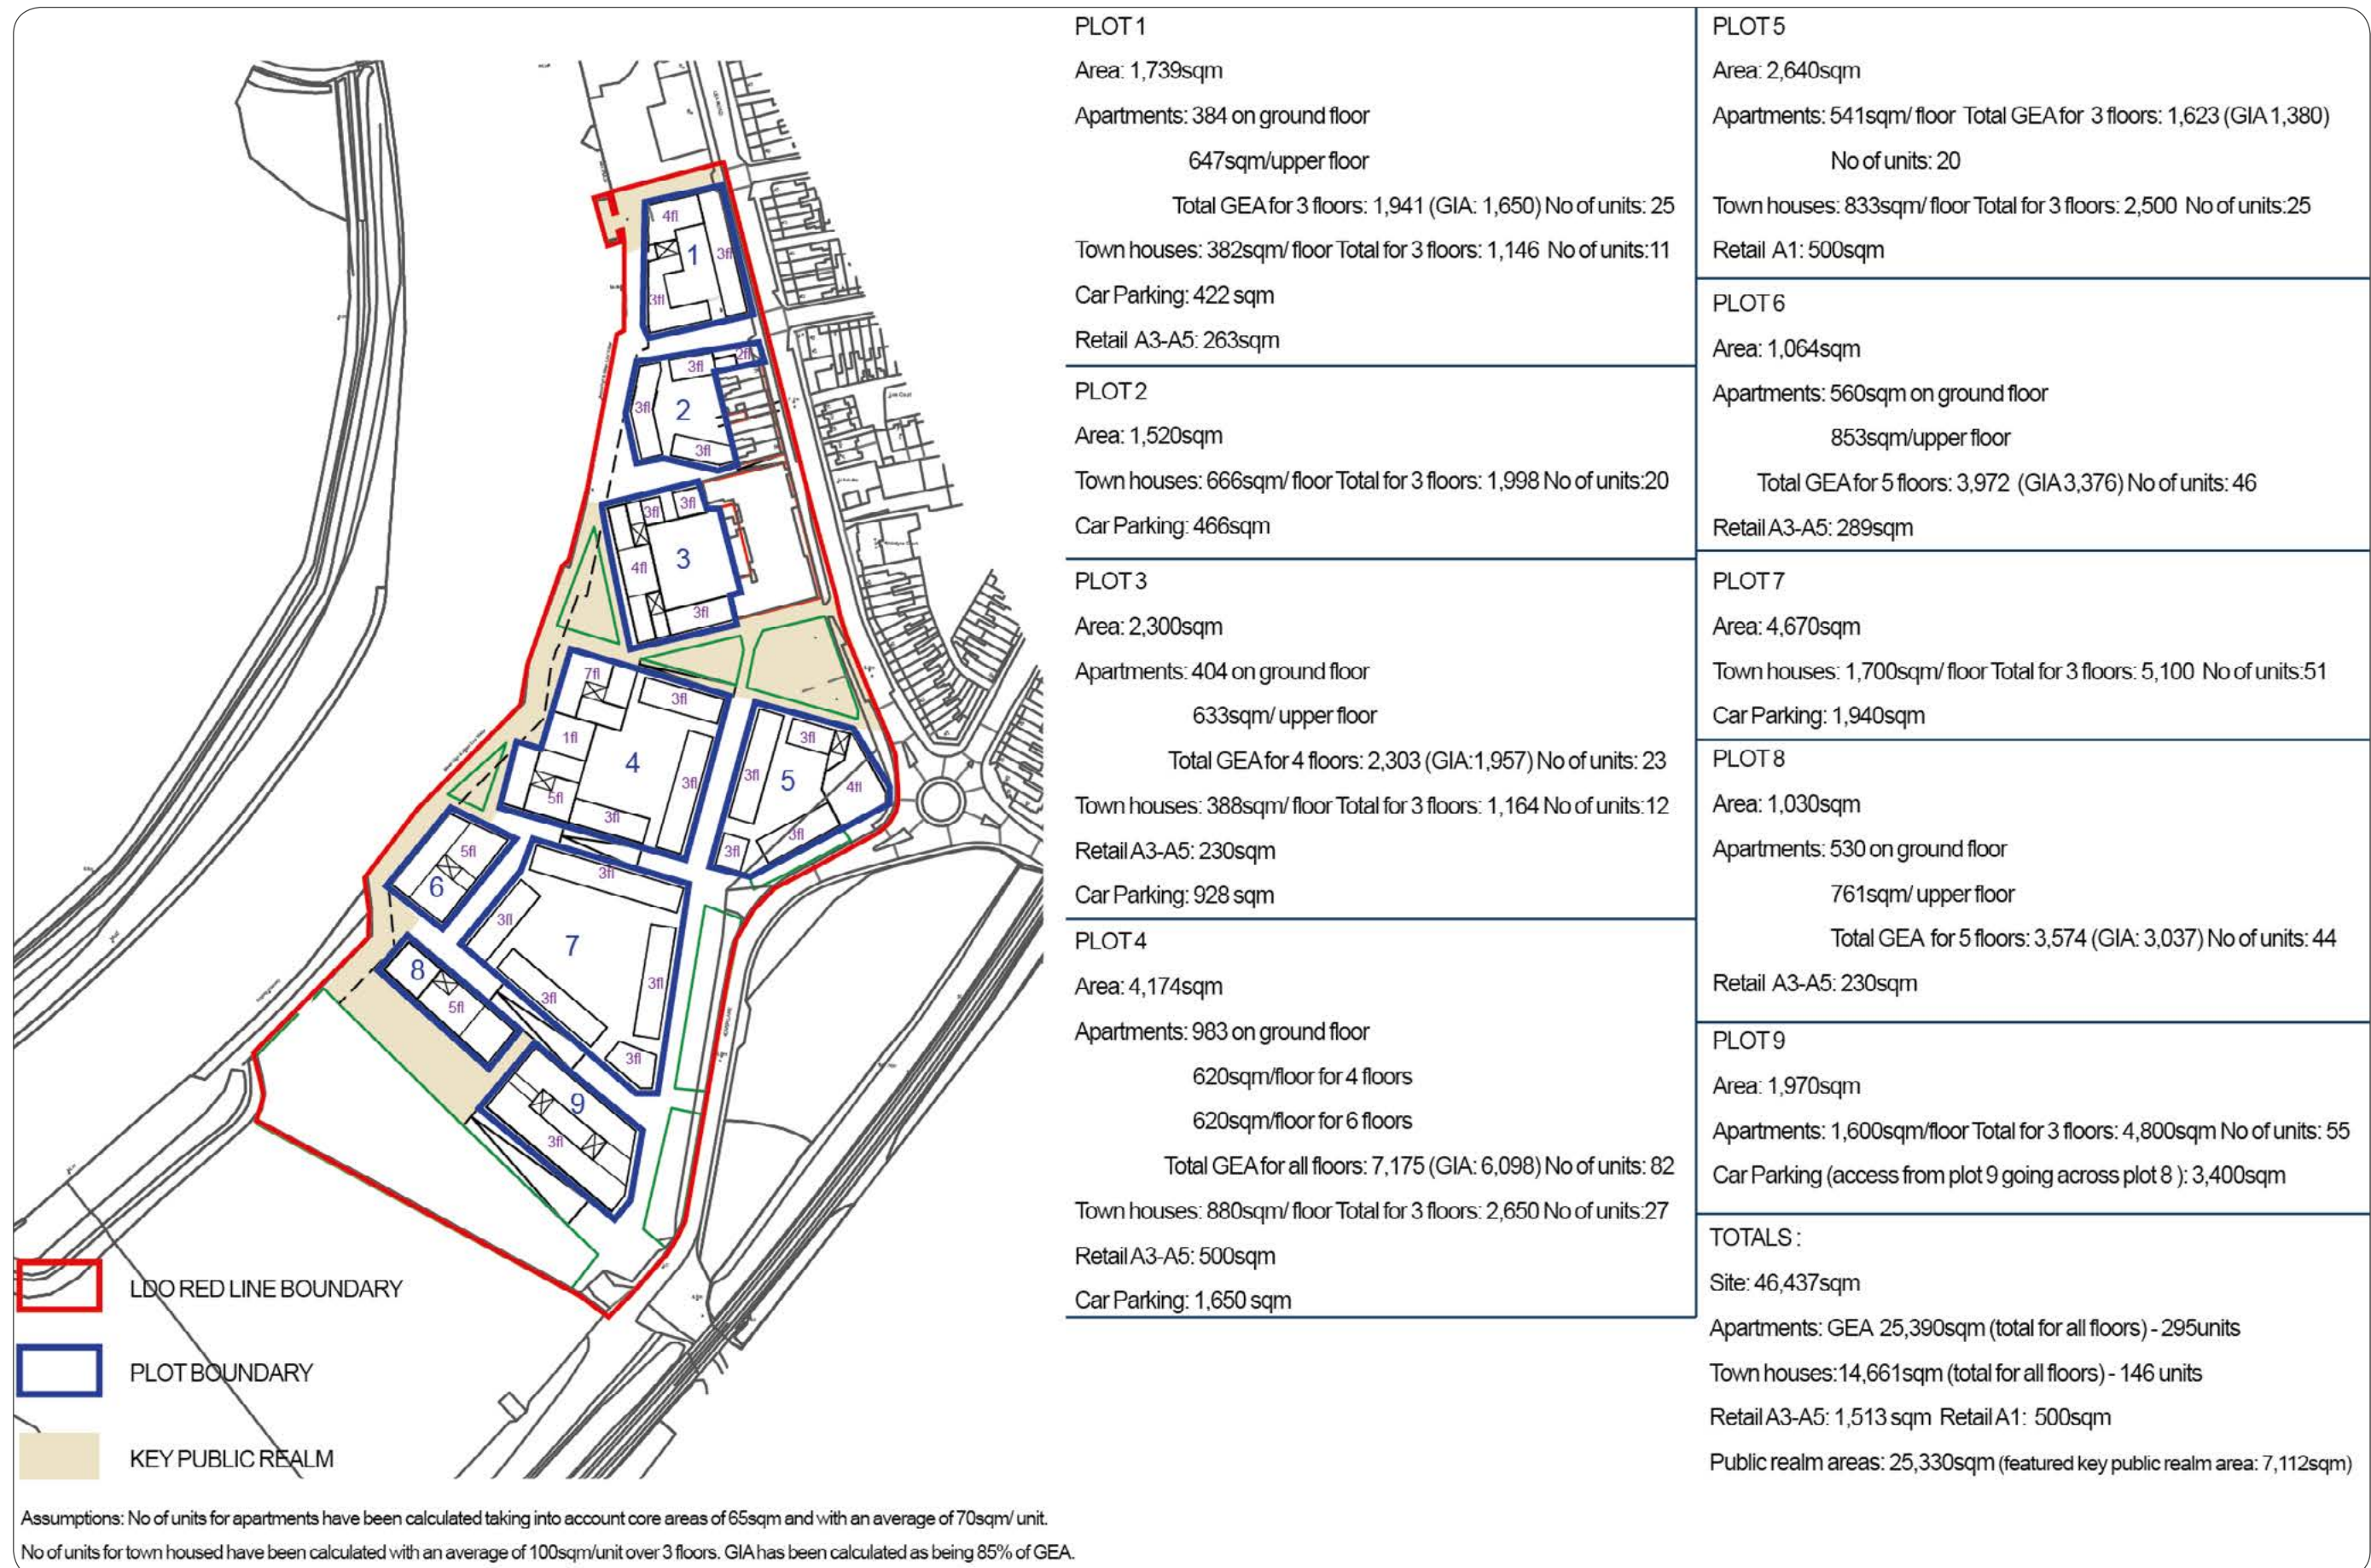 4fl
1
3fl
3fl
3fl
2fl
3fl
2
3fl
3fl
3fl
3
4fl
3fl
7fl
3fl
1fl
4
3fl
5fl
3fl
3fl
3fl
5
4fl
3fl
3fl
5fl
6
3fl
3fl
7
3fl
3fl
3fl
8
5fl
9
3fl
LDO RED LINE BOUNDARY
PLOT BOUNDARY
KEY PUBLIC REALM
PLOT 1
Area: 1,739sqm
Apartments: 384 on ground floor
647sqm/upper floor
Total GEA for 3 floors: 1,941 (GIA: 1,650) No of units: 25
Town houses: 382sqm/ floor Total for 3 floors: 1,146 No of units:11
Car Parking: 422 sqm
Retail A3-A5: 263sqm
PLOT 2
Area: 1,520sqm
Town houses: 666sqm/ floor Total for 3 floors: 1,998 No of units:20
Car Parking: 466sqm
PLOT 3
Area: 2,300sqm
Apartments: 404 on ground floor
633sqm/ upper floor
Total GEA for 4 floors: 2,303 (GIA:1,957) No of units: 23
Town houses: 388sqm/ floor Total for 3 floors: 1,164 No of units:12
Retail A3-A5: 230sqm
Car Parking: 928 sqm
PLOT 4
Area: 4,174sqm
Apartments: 983 on ground floor
620sqm/floor for 4 floors
620sqm/floor for 6 floors
Total GEA for all floors: 7,175 (GIA: 6,098) No of units: 82
Town houses: 880sqm/ floor Total for 3 floors: 2,650 No of units:27
Retail A3-A5: 500sqm
Car Parking: 1,650 sqm
PLOT 5
Area: 2,640sqm
Apartments: 541sqm/ floor Total GEA for 3 floors: 1,623 (GIA 1,380)
No of units: 20
Town houses: 833sqm/ floor Total for 3 floors: 2,500 No of units:25
Retail A1: 500sqm
PLOT 6
Area: 1,064sqm
Apartments: 560sqm on ground floor
853sqm/upper floor
Total GEA for 5 floors: 3,972 (GIA 3,376) No of units: 46
Retail A3-A5: 289sqm
PLOT 7
Area: 4,670sqm
Town houses: 1,700sqm/ floor Total for 3 floors: 5,100 No of units:51
Car Parking: 1,940sqm
PLOT 8
Area: 1,030sqm
Apartments: 530 on ground floor
761sqm/ upper floor
Total GEA for 5 floors: 3,574 (GIA: 3,037) No of units: 44
Retail A3-A5: 230sqm
PLOT 9
Area: 1,970sqm
Apartments: 1,600sqm/floor Total for 3 floors: 4,800sqm No of units: 55
Car Parking (access from plot 9 going across plot 8 ): 3,400sqm
TOTALS :
Site: 46,437sqm
Apartments: GEA 25,390sqm (total for all floors) - 295units
Town houses:14,661sqm (total for all floors) - 146 units
Retail A3-A5: 1,513 sqm Retail A1: 500sqm
Public realm areas: 25,330sqm (featured key public realm area: 7,112sqm)
Assumptions: No of units for apartments have been calculated taking into account core areas of 65sqm and with an average of 70sqm/ unit.
No of units for town housed have been calculated with an average of 100sqm/unit over 3 floors. GIA has been calculated as being 85% of GEA.